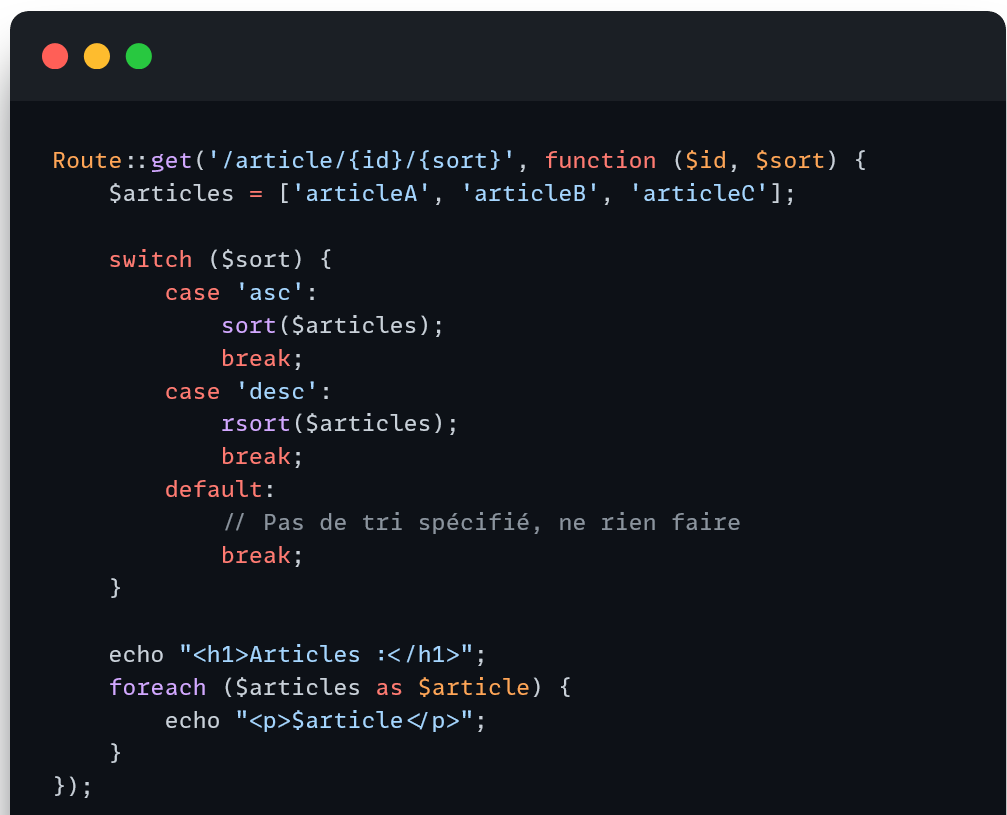 Route::get('/article/{id}/{sort}', function ($id, $sort) {
    $articles = ['articleA', 'articleB', 'articleC'];

    switch ($sort) {
        case 'asc':
            sort($articles);
            break;
        case 'desc':
            rsort($articles);
            break;
        default:
            // Pas de tri spécifié, ne rien faire
            break;
    }

    echo "<h1>Articles :</h1>";
    foreach ($articles as $article) {
        echo "<p>$article</p>";
    }
});